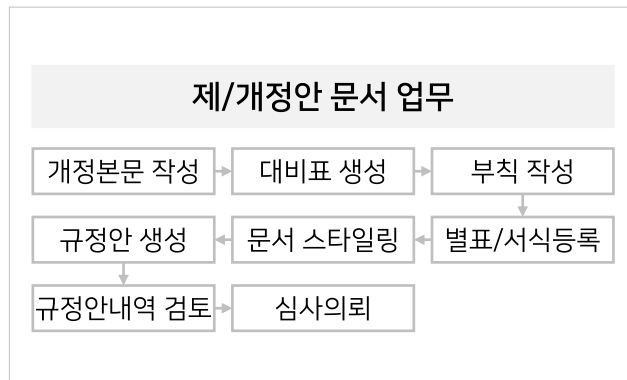 제/개정안 문서 업무
개정본문 작성 대비표 생성 부칙 작성
규정안 생성 문서 스타일링 별표/서식등록
규정안내역 검토 심사의뢰